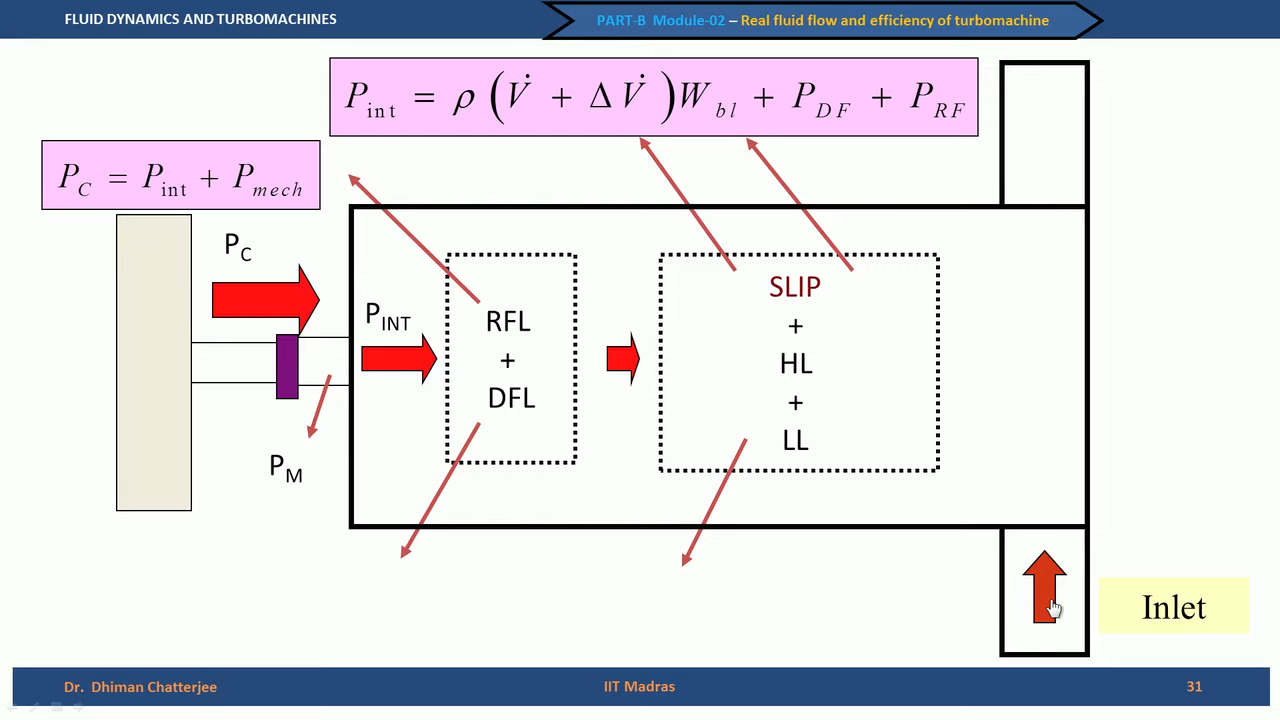 FLUID DYNAMICS AND TURBOMACHINES
PART-B Module-02 – Real fluid flow and efficiency of turbomachine
P_int = ρ (V̇ + Δ V̇) W_bl + P_DF + P_RF
P_C = P_int + P_mech
P_C
P_INT
P_M
RFL
+
DFL
SLIP
+
HL
+
LL
Inlet
Dr. Dhiman Chatterjee
IIT Madras
31